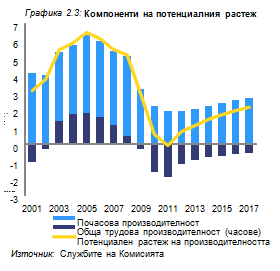 Графика 2.3: Компоненти на потенциалния растеж
7
6
5
4
3
2
1
0
-1
-2
-3
2001 2003 2005 2007 2009 2011 2013 2015 2017
Почасова производителност
Обща трудова производителност (часове)
Потенциален растеж на производителността
Източник: Службите на Комисията